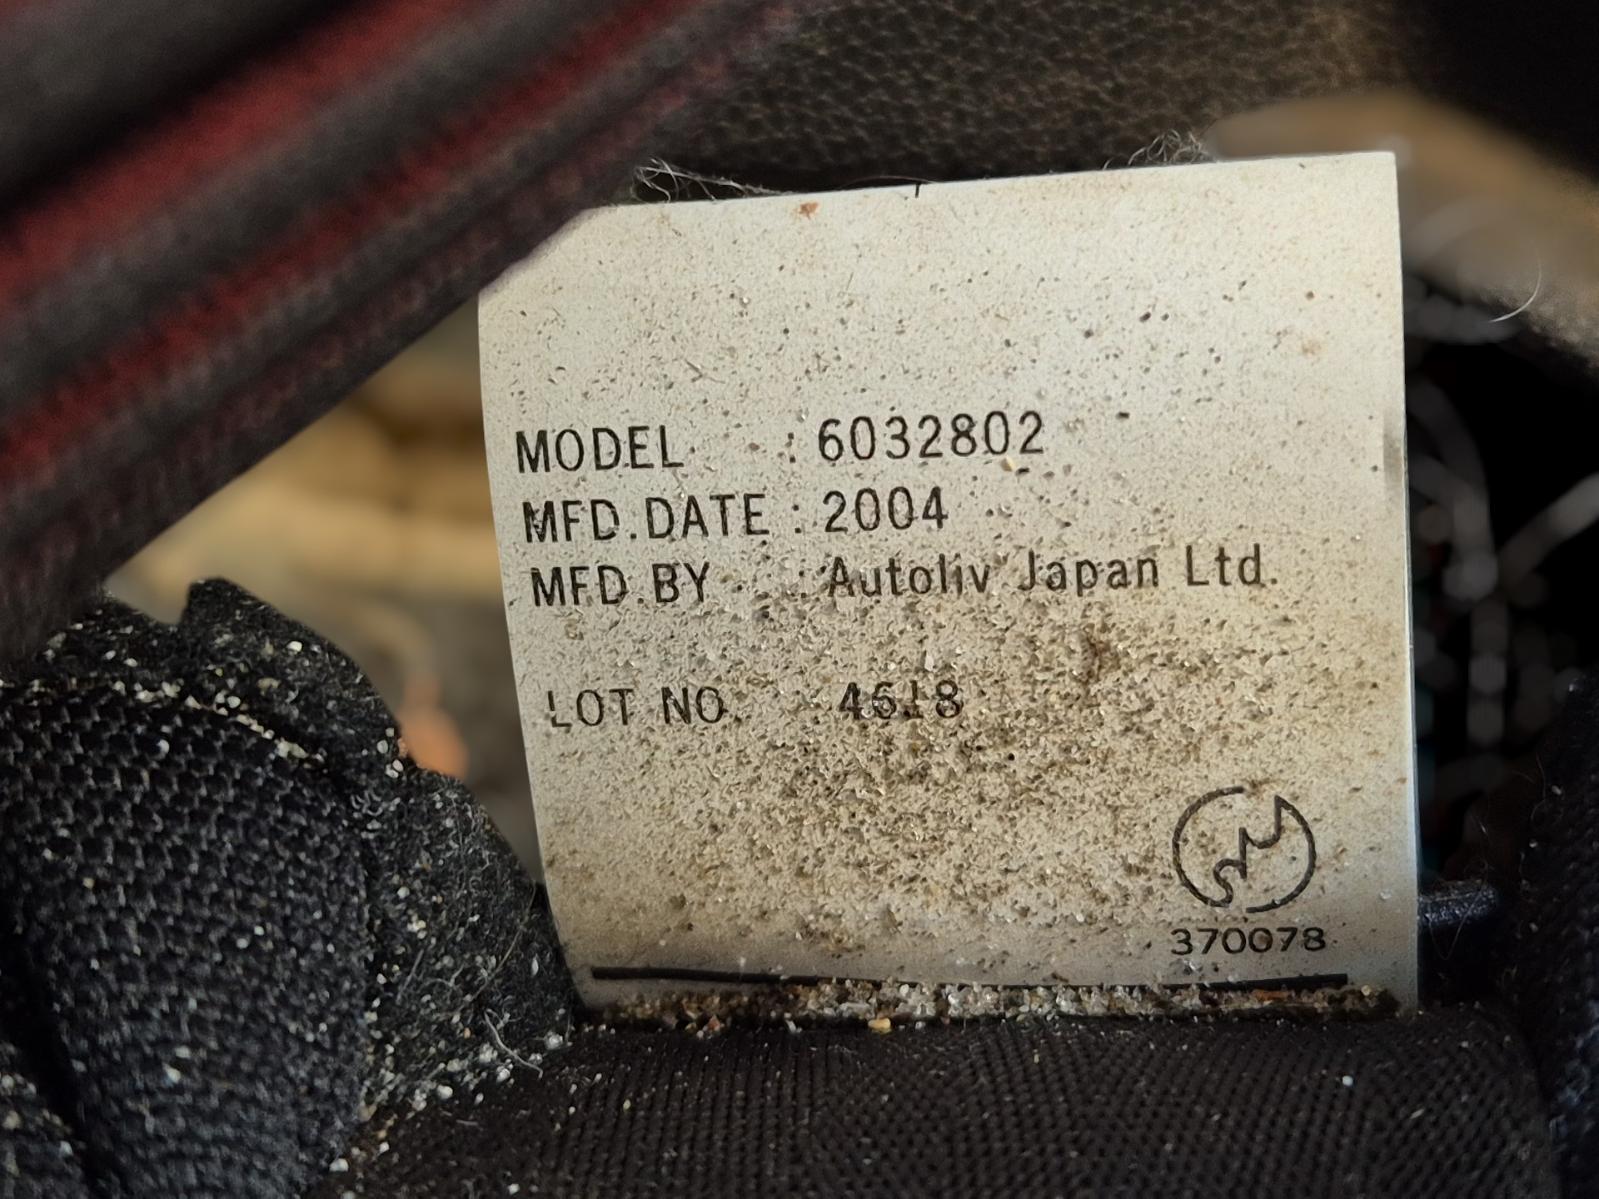 MODEL : 6032802
MFD.DATE : 2004
MFD.BY : Autoliv Japan Ltd.
LOT NO. : 4618
370078